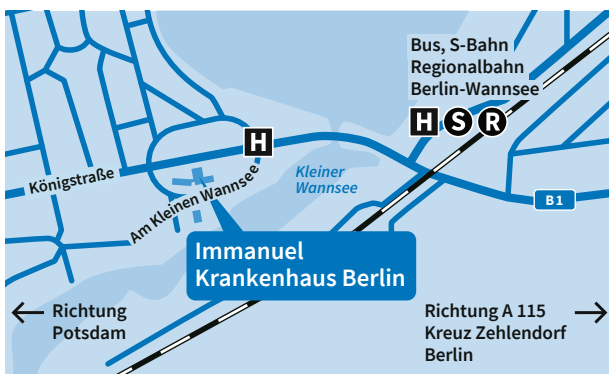 Bus, S-Bahn
Regionalbahn
Berlin-Wannsee
H S R
H
Königstraße
Am Kleinen Wannsee
Kleiner
Wannsee
B1
Immanuel
Krankenhaus Berlin
← Richtung
Potsdam
Richtung A 115 →
Kreuz Zehlendorf
Berlin